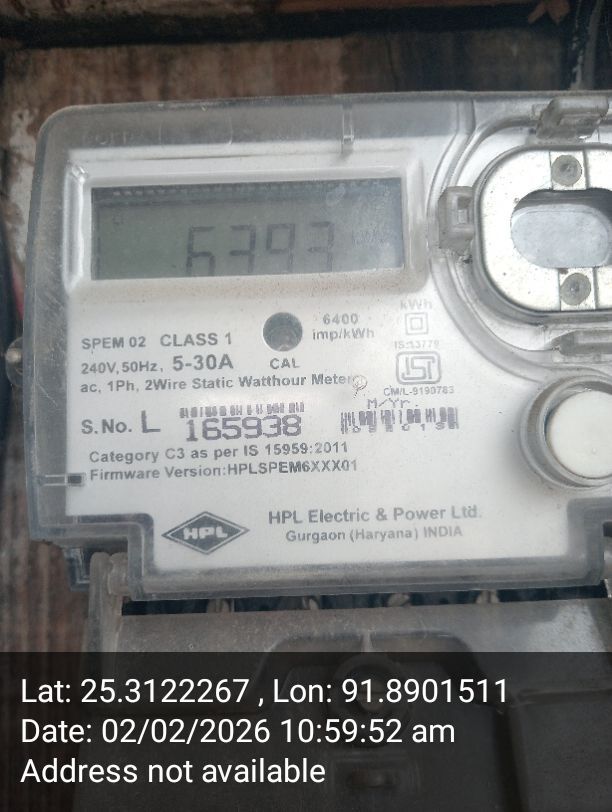 6393
kWh
SPEM 02 CLASS 1
6400
imp/kWh
240V, 50Hz, 5-30A
CAL
IS:13779
ac, 1Ph, 2Wire Static Watthour Meter
CM/L-9190783
M/Yr.
S.No. L 165938
Category C3 as per IS 15959:2011
Firmware Version:HPLSPEM6XXX01
HPL
HPL Electric & Power Ltd.
Gurgaon (Haryana) INDIA
Lat: 25.3122267 , Lon: 91.8901511
Date: 02/02/2026 10:59:52 am
Address not available